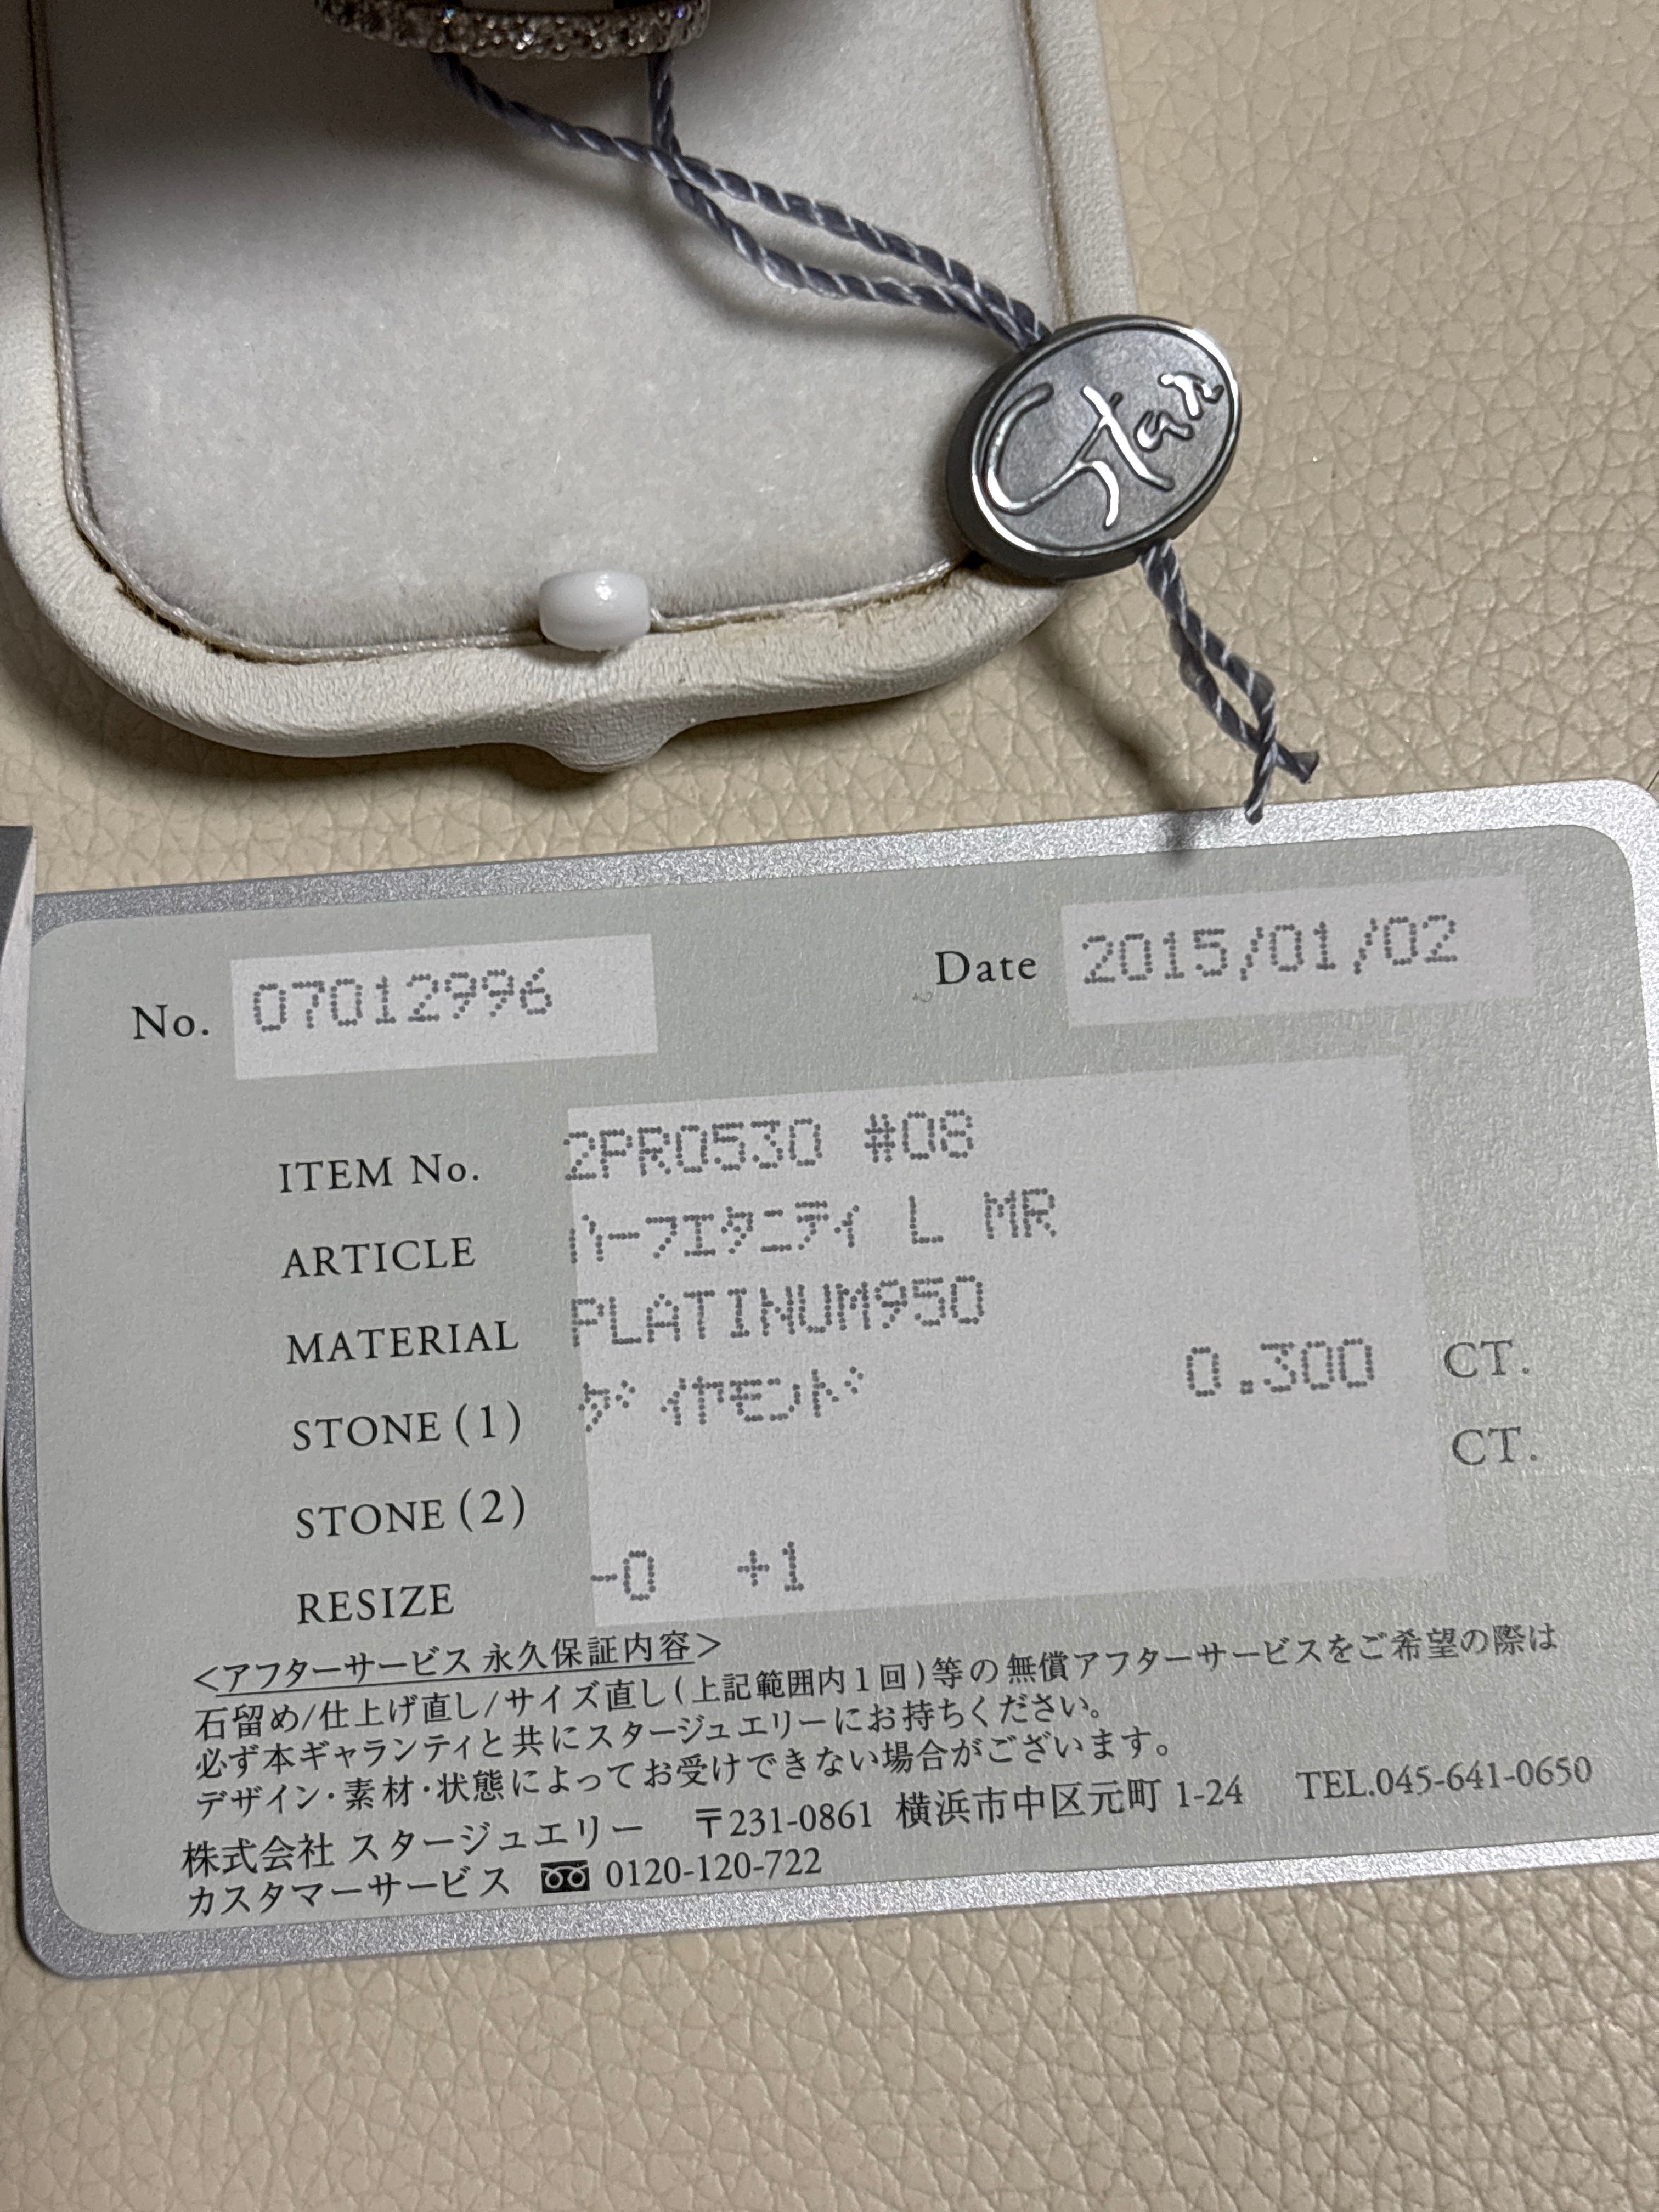 Star
No. 07012996 Date 2015/01/02
ITEM No. 2PR0530 #08
ARTICLE ハーフエタニティ L MR
MATERIAL PLATINUM950
STONE(1) ダイヤモンド 0.300 CT.
STONE(2) CT.
RESIZE -0 +1
<アフターサービス 永久保証内容>
石留め/仕上げ直し/サイズ直し(上記範囲内1回)等の無償アフターサービスをご希望の際は
必ず本ギャランティと共にスタージュエリーにお持ちください。
デザイン・素材・状態によってお受けできない場合がございます。
株式会社 スタージュエリー 〒231-0861 横浜市中区元町 1-24 TEL.045-641-0650
カスタマーサービス 0120-120-722